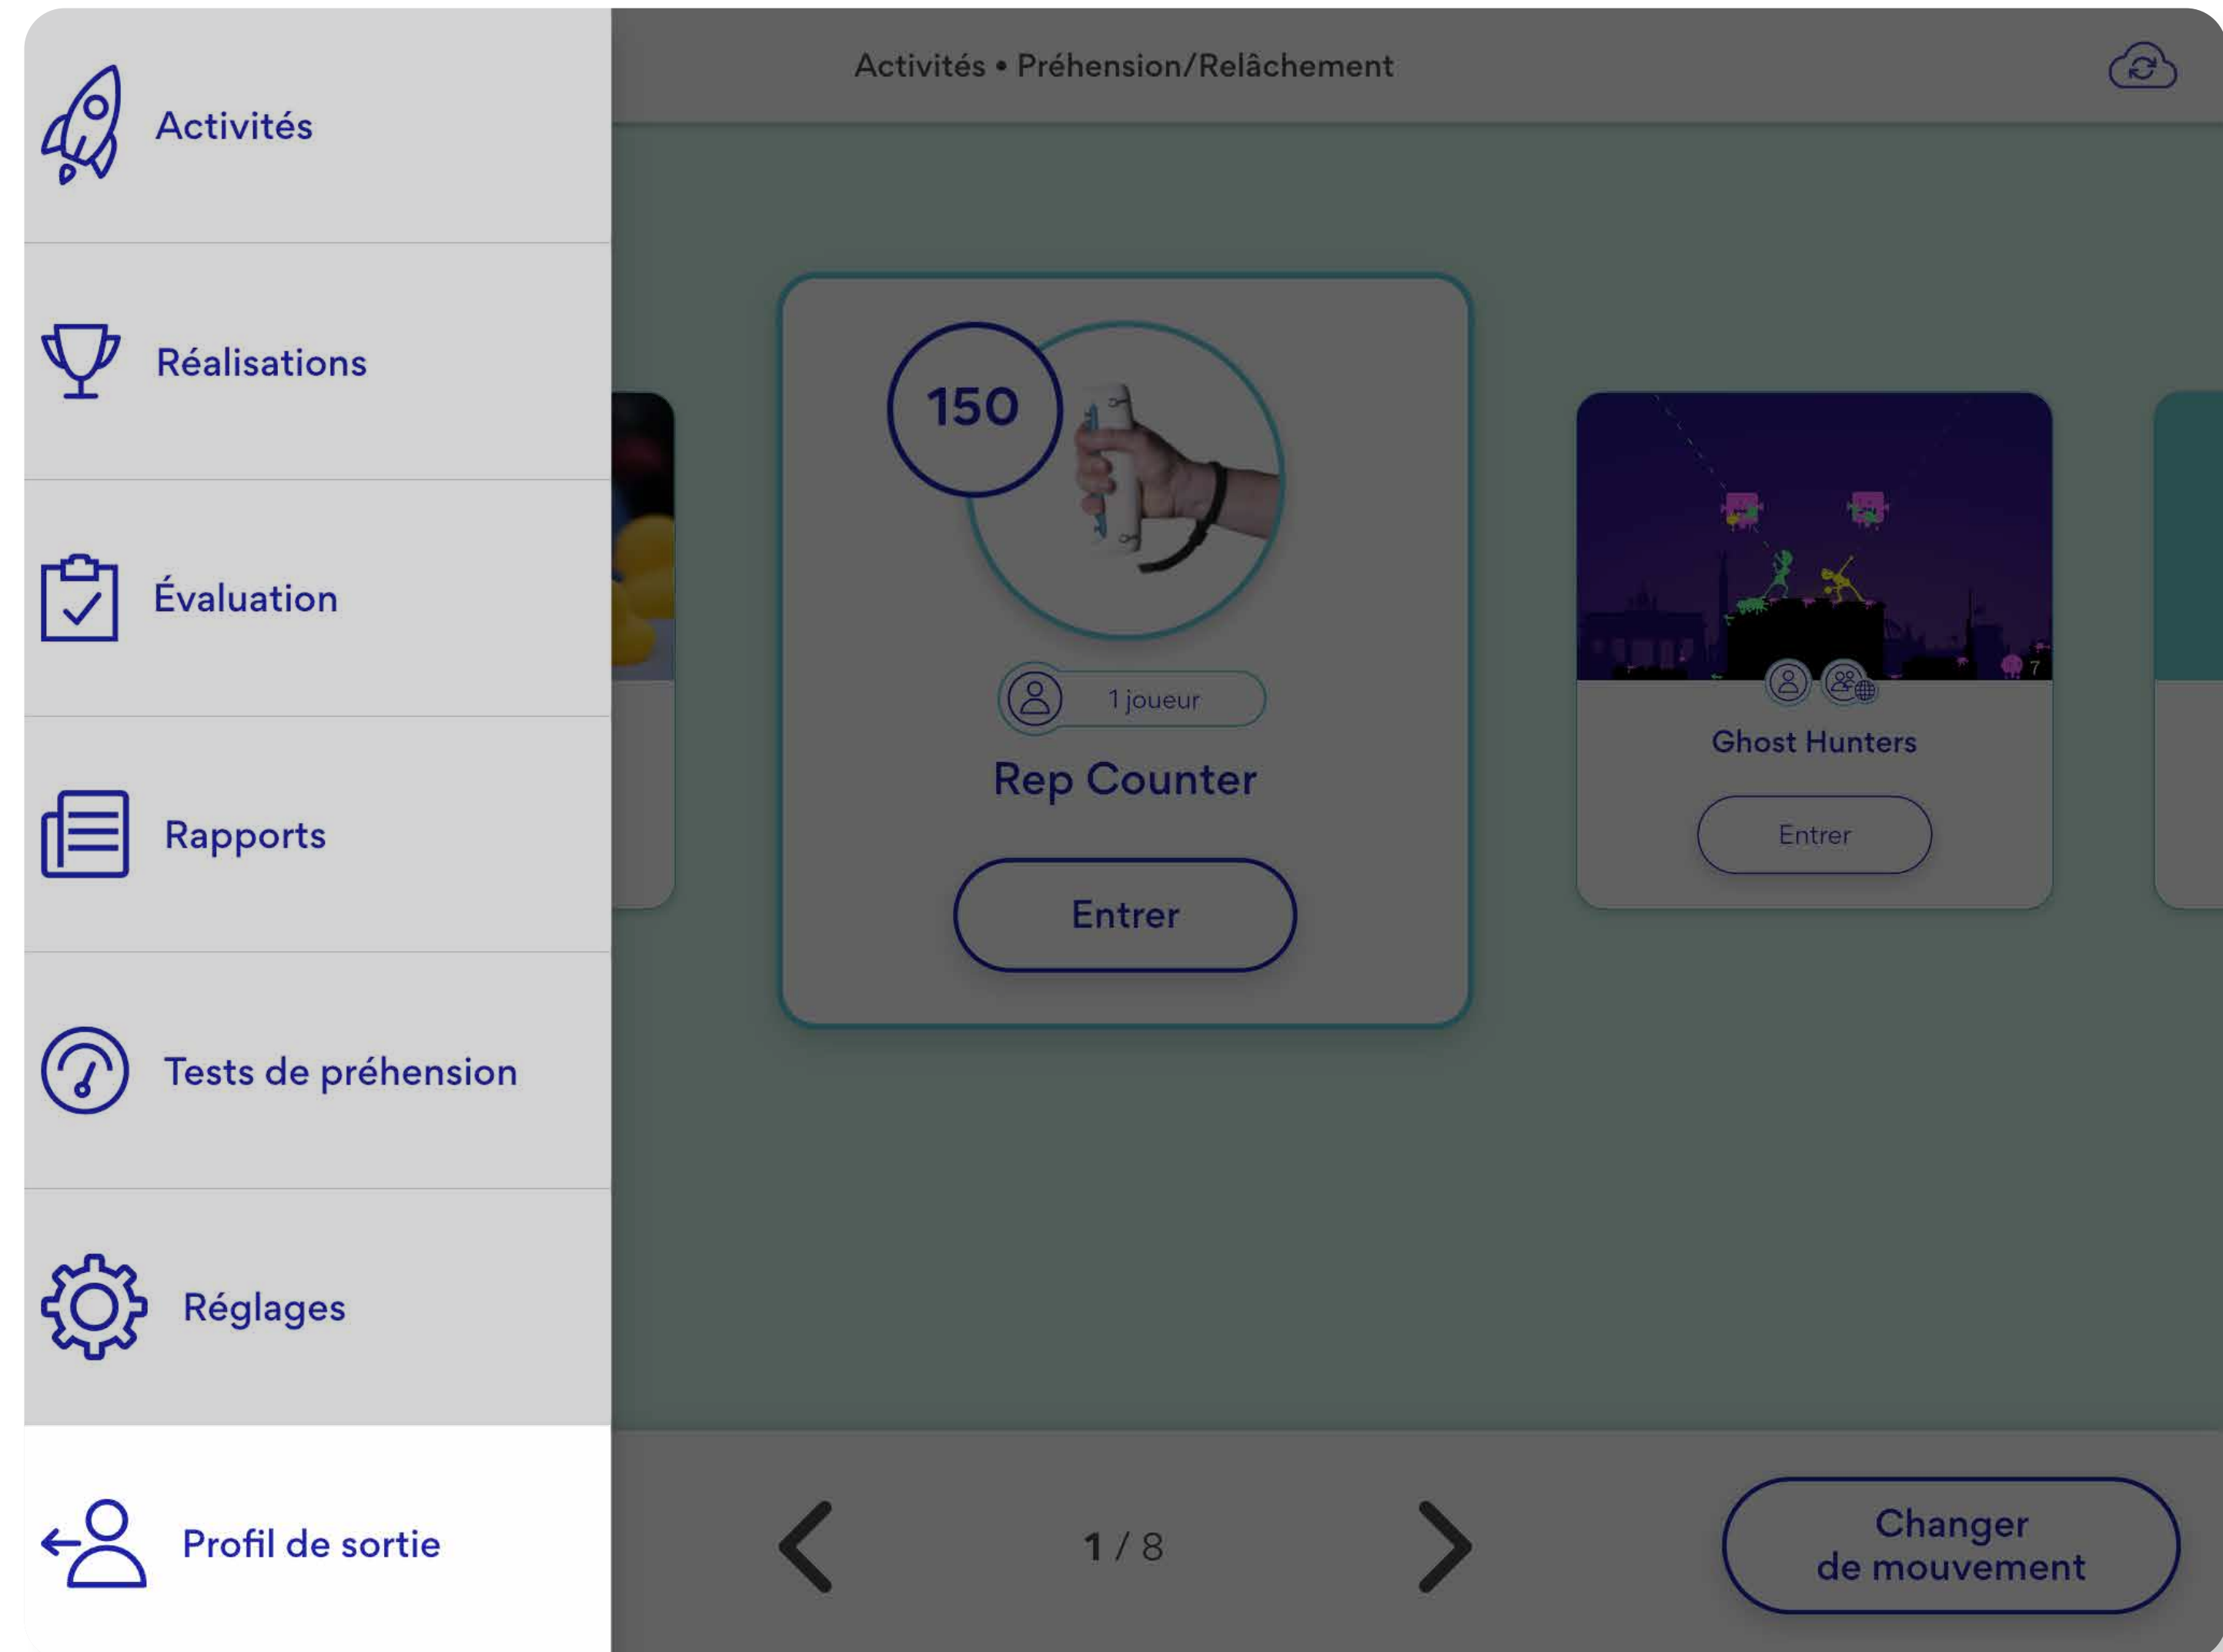 Activités
Réalisations
Évaluation
Rapports
Tests de préhension
Réglages
Profil de sortie
Activités • Préhension/Relâchement
150
1 joueur
Rep Counter
Entrer
7
Ghost Hunters
Entrer
1 / 8
Changer
de mouvement